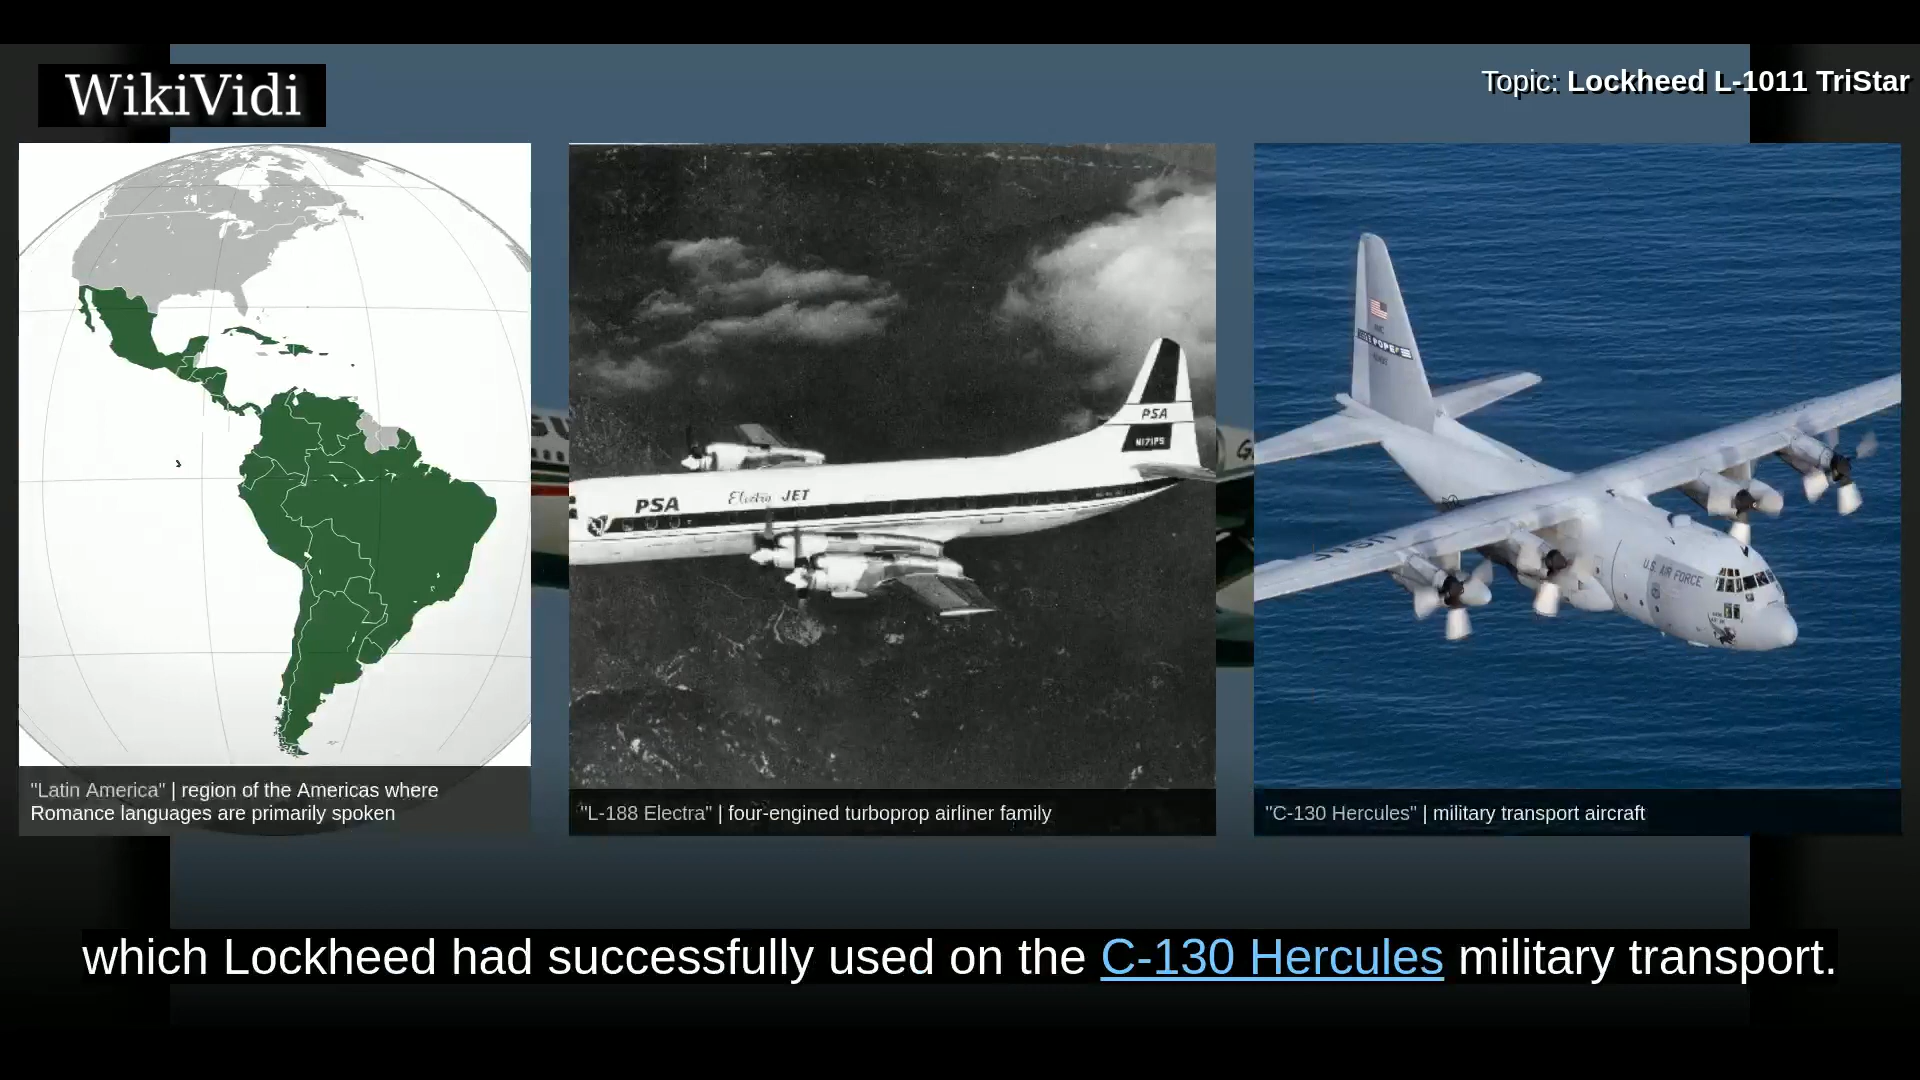 WikiVidi
Topic: Lockheed L-1011 TriStar
PSA
N171PS
PSA
Electra JET
POPE
U.S. AIR FORCE
"Latin America" | region of the Americas where
Romance languages are primarily spoken
"L-188 Electra" | four-engined turboprop airliner family
"C-130 Hercules" | military transport aircraft
which Lockheed had successfully used on the C-130 Hercules military transport.